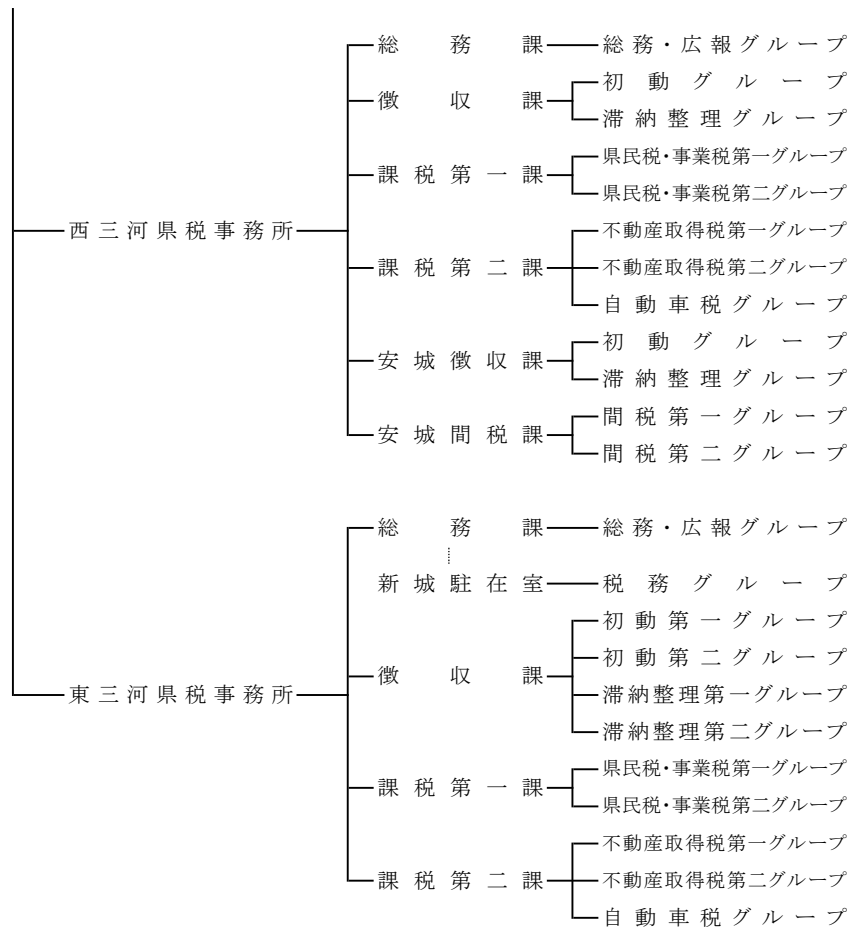 総務課 総務・広報グループ
初動グループ
徴収課
滞納整理グループ
県民税・事業税第一グループ
課税第一課
県民税・事業税第二グループ
不動産取得税第一グループ
西三河県税事務所
課税第二課 不動産取得税第二グループ
自動車税グループ
初動グループ
安城徴収課
滞納整理グループ
間税第一グループ
安城間税課
間税第二グループ
総務課 総務・広報グループ
新城駐在室 税務グループ
初動第一グループ
初動第二グループ
徴収課
東三河県税事務所
滞納整理第一グループ
滞納整理第二グループ
県民税・事業税第一グループ
課税第一課
県民税・事業税第二グループ
不動産取得税第一グループ
課税第二課 不動産取得税第二グループ
自動車税グループ